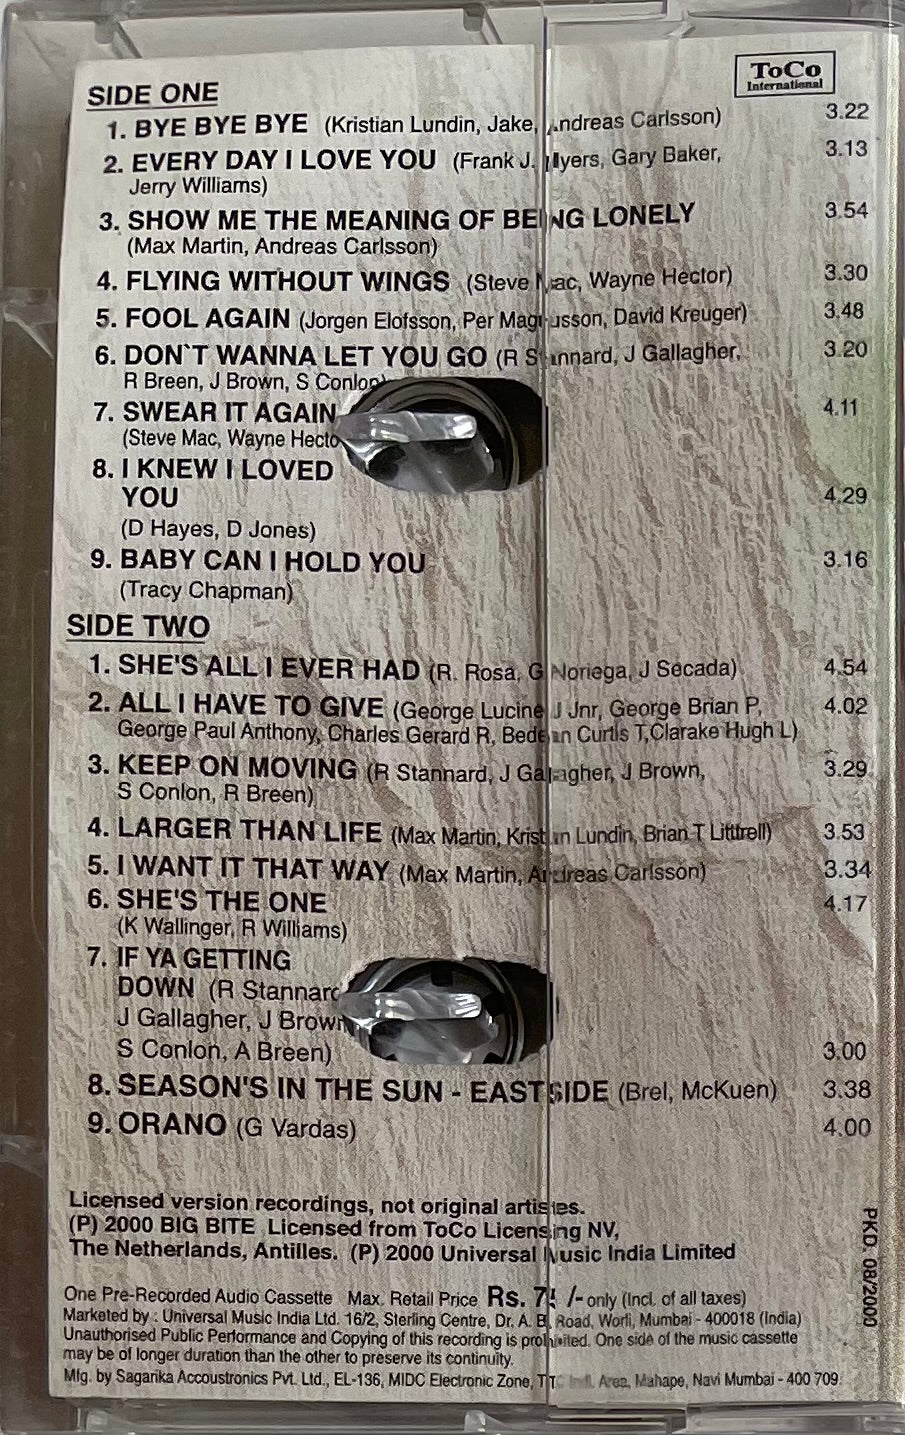 ToCo
International
SIDE ONE
1. BYE BYE BYE (Kristian Lundin, Jake, Andreas Carlsson) 3.22
2. EVERY DAY I LOVE YOU (Frank J. Myers, Gary Baker, 3.13
Jerry Williams)
3. SHOW ME THE MEANING OF BEING LONELY 3.54
(Max Martin, Andreas Carlsson)
4. FLYING WITHOUT WINGS (Steve Mac, Wayne Hector) 3.30
5. FOOL AGAIN (Jorgen Elofsson, Per Magnusson, David Kreuger) 3.48
6. DON`T WANNA LET YOU GO (R Stannard, J Gallagher, 3.20
R Breen, J Brown, S Conlon)
7. SWEAR IT AGAIN 4.11
(Steve Mac, Wayne Hecto
8. I KNEW I LOVED
YOU 4.29
(D Hayes, D Jones)
9. BABY CAN I HOLD YOU 3.16
(Tracy Chapman)
SIDE TWO
1. SHE'S ALL I EVER HAD (R. Rosa, G Noriega, J Secada) 4.54
2. ALL I HAVE TO GIVE (George Lucine J Jnr, George Brian P, 4.02
George Paul Anthony, Charles Gerard R, Bedean Curtis T,Clarake Hugh L)
3. KEEP ON MOVING (R Stannard, J Gallagher, J Brown, 3.29
S Conlon, R Breen)
4. LARGER THAN LIFE (Max Martin, Kristian Lundin, Brian T Litttrell) 3.53
5. I WANT IT THAT WAY (Max Martin, Andreas Carlsson) 3.34
6. SHE'S THE ONE 4.17
(K Wallinger, R Williams)
7. IF YA GETTING
DOWN (R Stannard
J Gallagher, J Brown
S Conlon, A Breen) 3.00
8. SEASON'S IN THE SUN - EASTSIDE (Brel, McKuen) 3.38
9. ORANO (G Vardas) 4.00
Licensed version recordings, not original artistes.
(P) 2000 BIG BITE Licensed from ToCo Licensing NV,
The Netherlands, Antilles. (P) 2000 Universal Music India Limited
PKD. 08/2000
One Pre-Recorded Audio Cassette Max. Retail Price Rs. 75 /- only (Incl. of all taxes)
Marketed by : Universal Music India Ltd. 16/2, Sterling Centre, Dr. A. B. Road, Worli, Mumbai - 400018 (India)
Unauthorised Public Performance and Copying of this recording is prohibited. One side of the music cassette
may be of longer duration than the other to preserve its continuity.
Mfg. by Sagarika Accoustronics Pvt. Ltd., EL-136, MIDC Electronic Zone, TTC Indl. Area, Mahape, Navi Mumbai - 400 709.